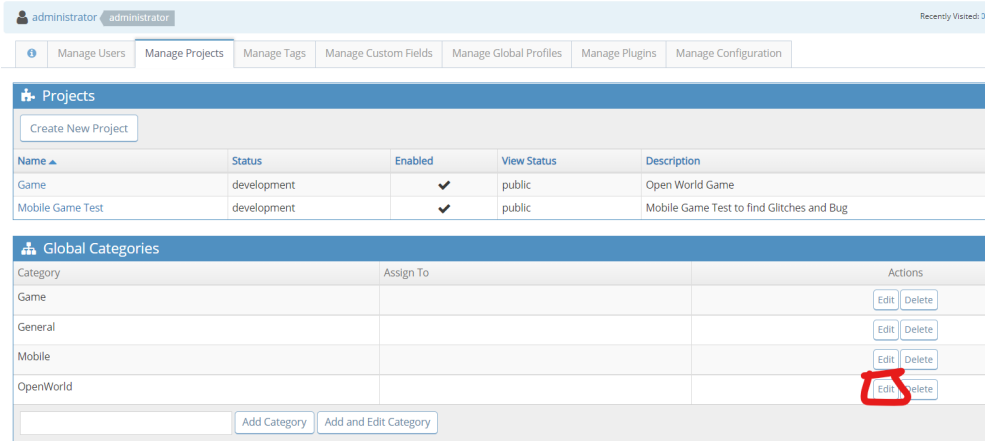 administrator administrator Recently Visited:
Manage Users Manage Projects Manage Tags Manage Custom Fields Manage Global Profiles Manage Plugins Manage Configuration
Projects
Create New Project
Name Status Enabled View Status Description
Game development public Open World Game
Mobile Game Test development public Mobile Game Test to find Glitches and Bug
Global Categories
Category Assign To Actions
Game Edit Delete
General Edit Delete
Mobile Edit Delete
OpenWorld Edit Delete
Add Category Add and Edit Category